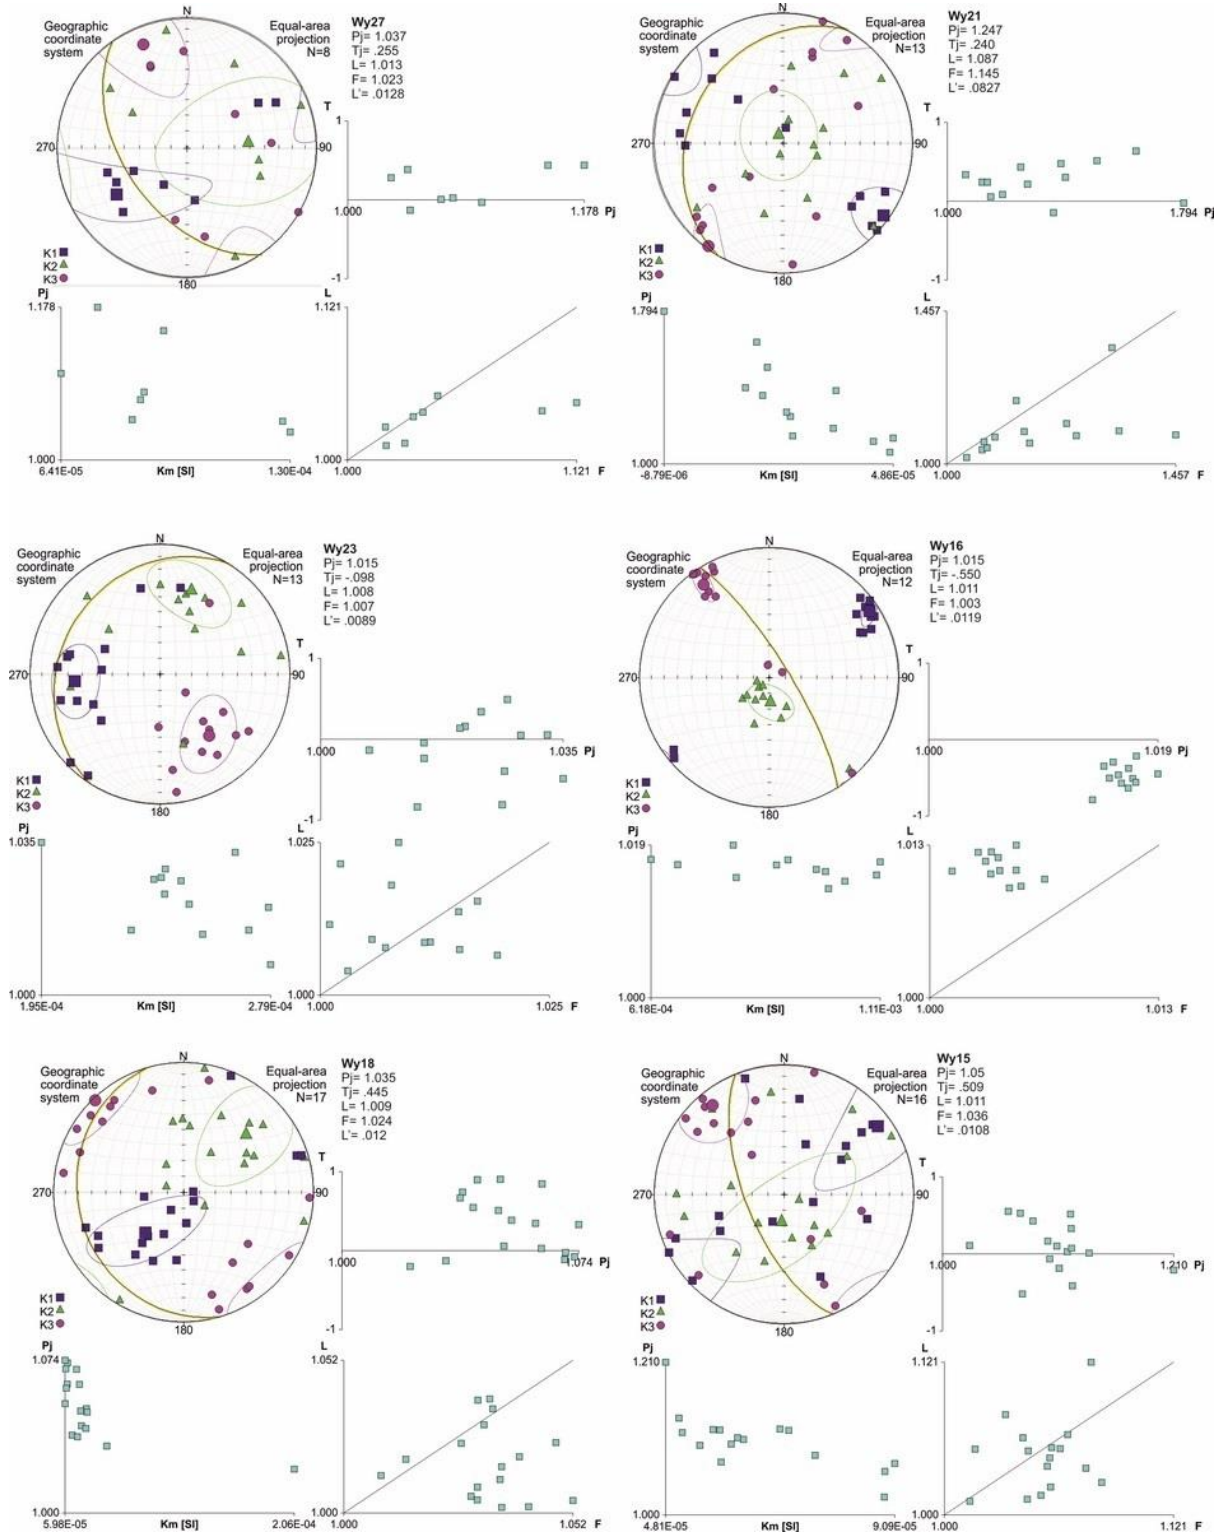 N
Geographic
coordinate
system
Equal-area
projection
N=8
Wy27
Pj= 1.037
Tj= .255
L= 1.013
F= 1.023
L'= .0128
270
90
180
K1
K2
K3
T
1
1.000
1.178 Pj
-1
Pj
1.178
1.000
6.41E-05
Km [SI]
1.30E-04
L
1.121
1.000
1.000
1.121 F
N
Geographic
coordinate
system
Equal-area
projection
N=13
Wy21
Pj= 1.247
Tj= .240
L= 1.087
F= 1.145
L'= .0827
270
90
180
K1
K2
K3
T
1
1.000
1.794 Pj
-1
Pj
1.794
1.000
-8.79E-06
Km [SI]
4.86E-05
L
1.457
1.000
1.000
1.457 F
N
Geographic
coordinate
system
Equal-area
projection
N=13
Wy23
Pj= 1.015
Tj= -.098
L= 1.008
F= 1.007
L'= .0089
270
90
180
K1
K2
K3
T
1
1.000
1.035 Pj
-1
Pj
1.035
1.000
1.95E-04
Km [SI]
2.79E-04
L
1.025
1.000
1.000
1.025 F
N
Geographic
coordinate
system
Equal-area
projection
N=12
Wy16
Pj= 1.015
Tj= -.550
L= 1.011
F= 1.003
L'= .0119
270
90
180
K1
K2
K3
T
1
1.000
1.019 Pj
-1
Pj
1.019
1.000
6.18E-04
Km [SI]
1.11E-03
L
1.013
1.000
1.000
1.013 F
N
Geographic
coordinate
system
Equal-area
projection
N=17
Wy18
Pj= 1.035
Tj= .445
L= 1.009
F= 1.024
L'= .012
270
90
180
K1
K2
K3
T
1
1.000
1.074 Pj
-1
Pj
1.074
1.000
5.98E-05
Km [SI]
2.06E-04
L
1.052
1.000
1.000
1.052 F
N
Geographic
coordinate
system
Equal-area
projection
N=16
Wy15
Pj= 1.05
Tj= .509
L= 1.011
F= 1.036
L'= .0108
270
90
180
K1
K2
K3
T
1
1.000
1.210 Pj
-1
Pj
1.210
1.000
4.81E-05
Km [SI]
9.09E-05
L
1.121
1.000
1.000
1.121 F